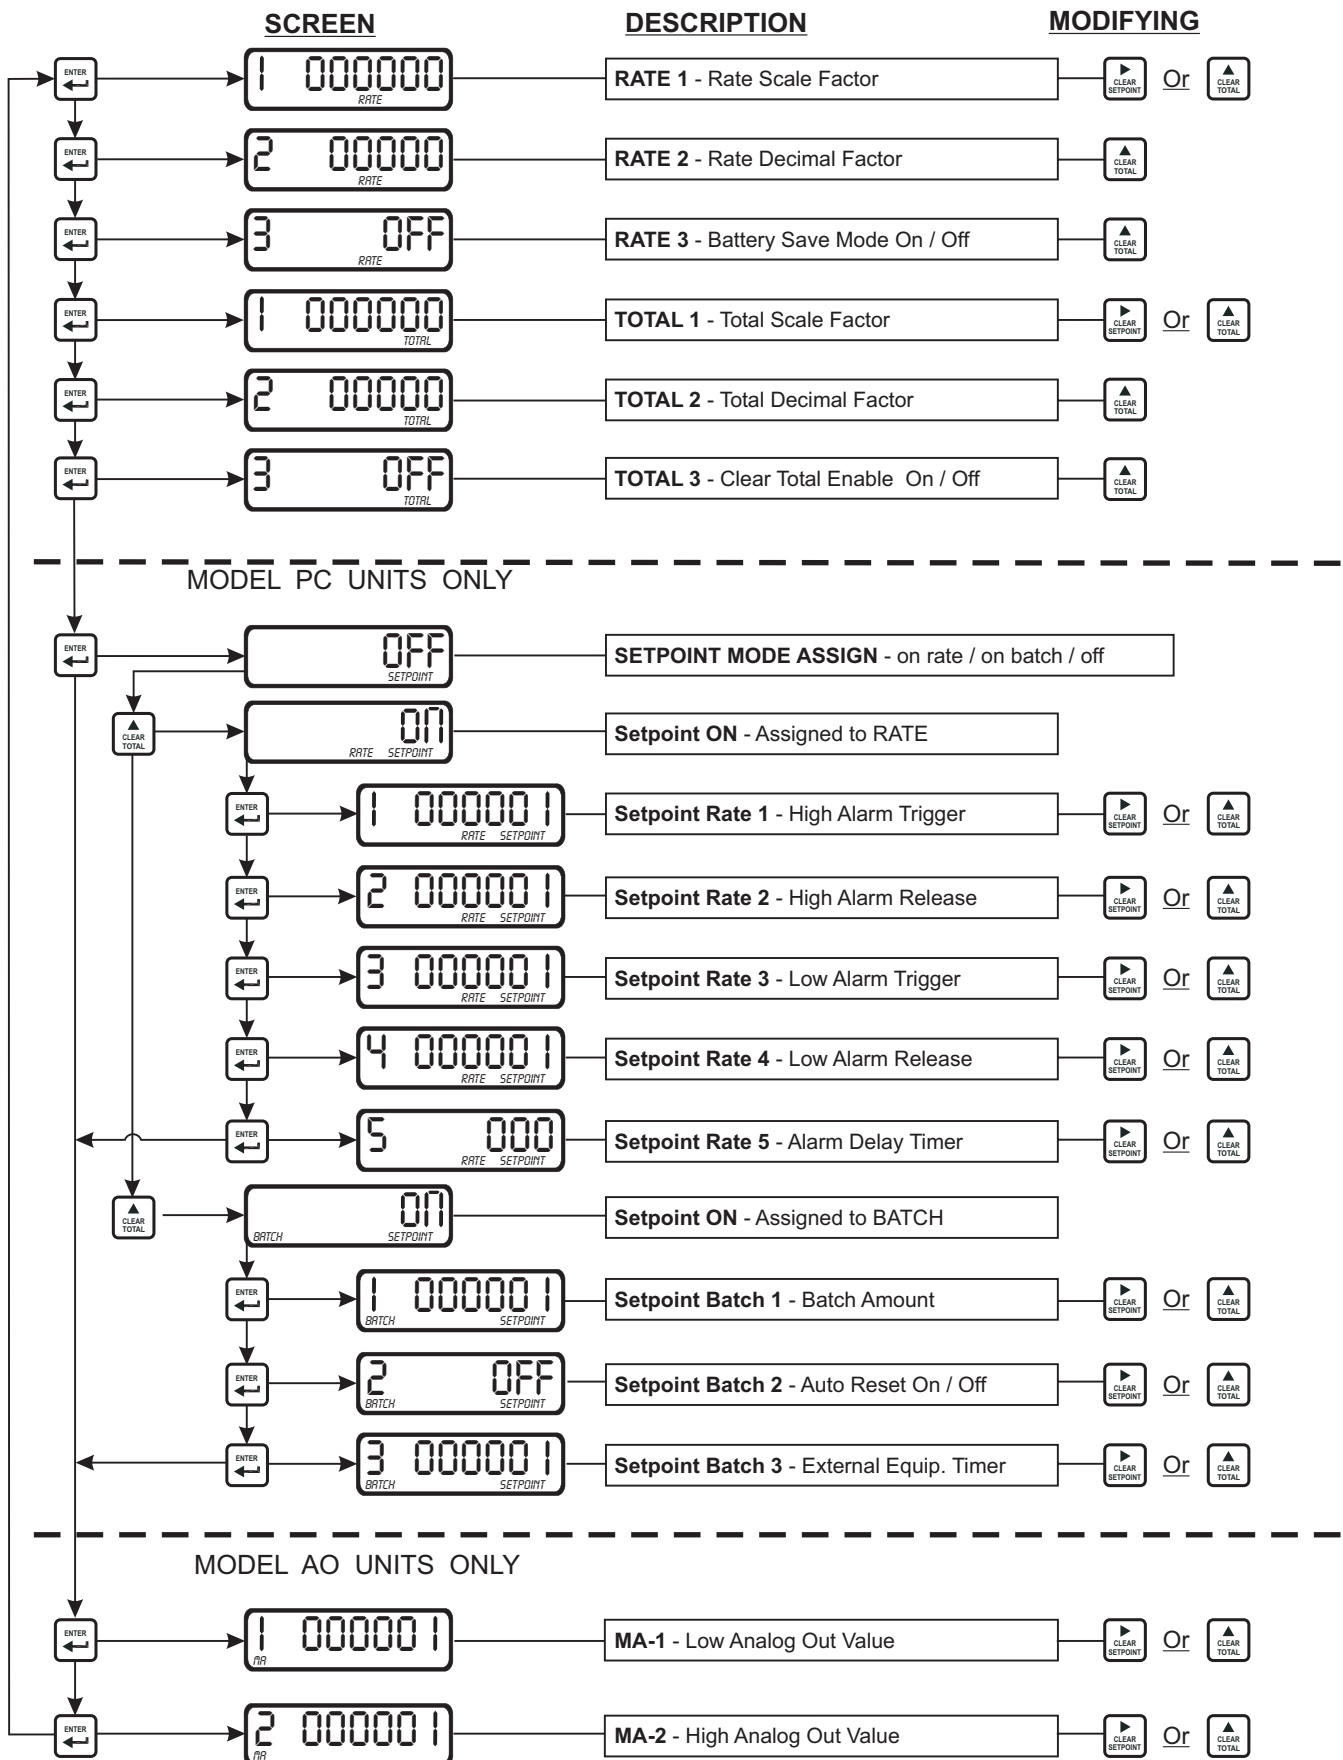 SCREEN DESCRIPTION MODIFYING
ENTER 1 000000 RATE RATE 1 - Rate Scale Factor CLEAR SETPOINT Or CLEAR TOTAL
ENTER 2 00000 RATE RATE 2 - Rate Decimal Factor CLEAR TOTAL
ENTER 3 OFF RATE RATE 3 - Battery Save Mode On / Off CLEAR TOTAL
ENTER 1 000000 TOTAL TOTAL 1 - Total Scale Factor CLEAR SETPOINT Or CLEAR TOTAL
ENTER 2 00000 TOTAL TOTAL 2 - Total Decimal Factor CLEAR TOTAL
ENTER 3 OFF TOTAL TOTAL 3 - Clear Total Enable On / Off CLEAR TOTAL
MODEL PC UNITS ONLY
ENTER OFF SETPOINT SETPOINT MODE ASSIGN - on rate / on batch / off
CLEAR TOTAL ON RATE SETPOINT Setpoint ON - Assigned to RATE
ENTER 1 000001 RATE SETPOINT Setpoint Rate 1 - High Alarm Trigger CLEAR SETPOINT Or CLEAR TOTAL
ENTER 2 000001 RATE SETPOINT Setpoint Rate 2 - High Alarm Release CLEAR SETPOINT Or CLEAR TOTAL
ENTER 3 000001 RATE SETPOINT Setpoint Rate 3 - Low Alarm Trigger CLEAR SETPOINT Or CLEAR TOTAL
ENTER 4 000001 RATE SETPOINT Setpoint Rate 4 - Low Alarm Release CLEAR SETPOINT Or CLEAR TOTAL
ENTER 5 000 RATE SETPOINT Setpoint Rate 5 - Alarm Delay Timer CLEAR SETPOINT Or CLEAR TOTAL
CLEAR TOTAL ON BATCH SETPOINT Setpoint ON - Assigned to BATCH
ENTER 1 000001 BATCH SETPOINT Setpoint Batch 1 - Batch Amount CLEAR SETPOINT Or CLEAR TOTAL
ENTER 2 OFF BATCH SETPOINT Setpoint Batch 2 - Auto Reset On / Off CLEAR SETPOINT Or CLEAR TOTAL
ENTER 3 000001 BATCH SETPOINT Setpoint Batch 3 - External Equip. Timer CLEAR SETPOINT Or CLEAR TOTAL
MODEL AO UNITS ONLY
ENTER 1 000001 MA MA-1 - Low Analog Out Value CLEAR SETPOINT Or CLEAR TOTAL
ENTER 2 000001 MA MA-2 - High Analog Out Value CLEAR SETPOINT Or CLEAR TOTAL